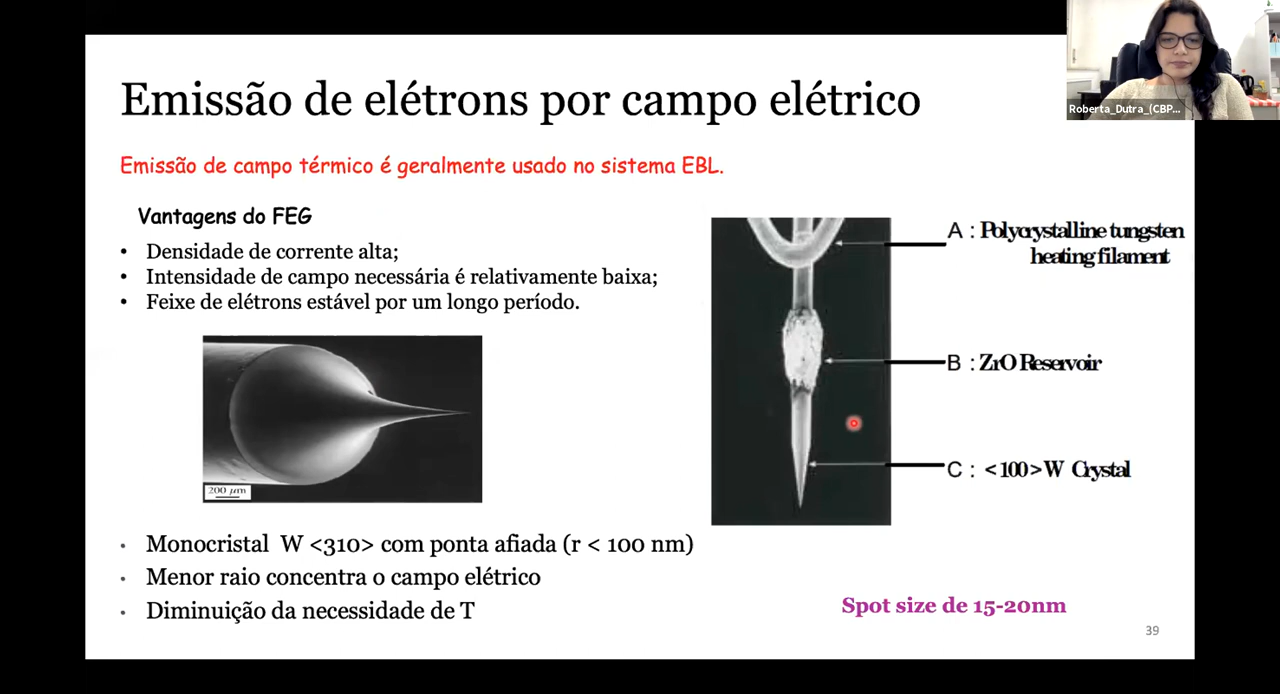 Emissão de elétrons por campo elétrico
Roberta_Dutra_(CBP...
Emissão de campo térmico é geralmente usado no sistema EBL.
Vantagens do FEG
• Densidade de corrente alta;
• Intensidade de campo necessária é relativamente baixa;
• Feixe de elétrons estável por um longo período.
A : Polycrystalline tungsten
heating filament
B : ZrO Reservoir
C : <100> W Crystal
200 μm
• Monocristal W <310> com ponta afiada (r < 100 nm)
• Menor raio concentra o campo elétrico
• Diminuição da necessidade de T
Spot size de 15-20nm
39